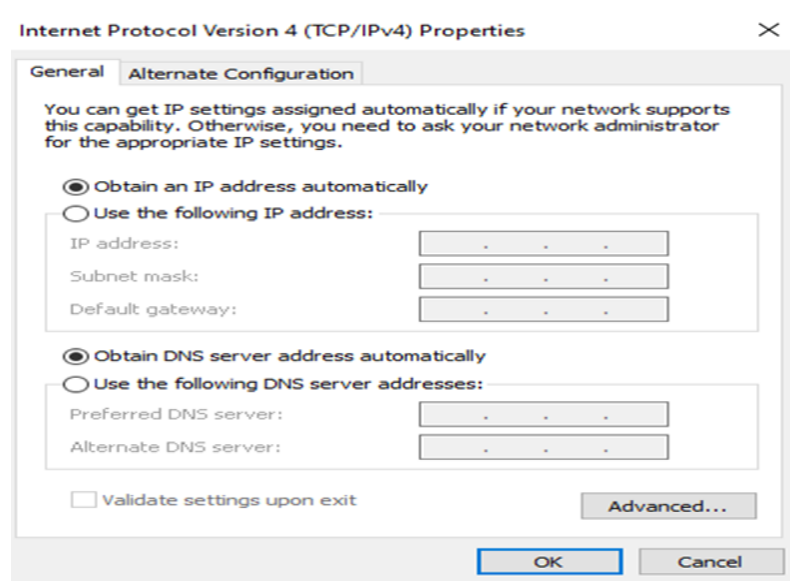 Internet Protocol Version 4 (TCP/IPv4) Properties
General
Alternate Configuration
You can get IP settings assigned automatically if your network supports
this capability. Otherwise, you need to ask your network administrator
for the appropriate IP settings.
Obtain an IP address automatically
Use the following IP address:
IP address:
Subnet mask:
Default gateway:
Obtain DNS server address automatically
Use the following DNS server addresses:
Preferred DNS server:
Alternate DNS server:
Validate settings upon exit
Advanced...
OK
Cancel